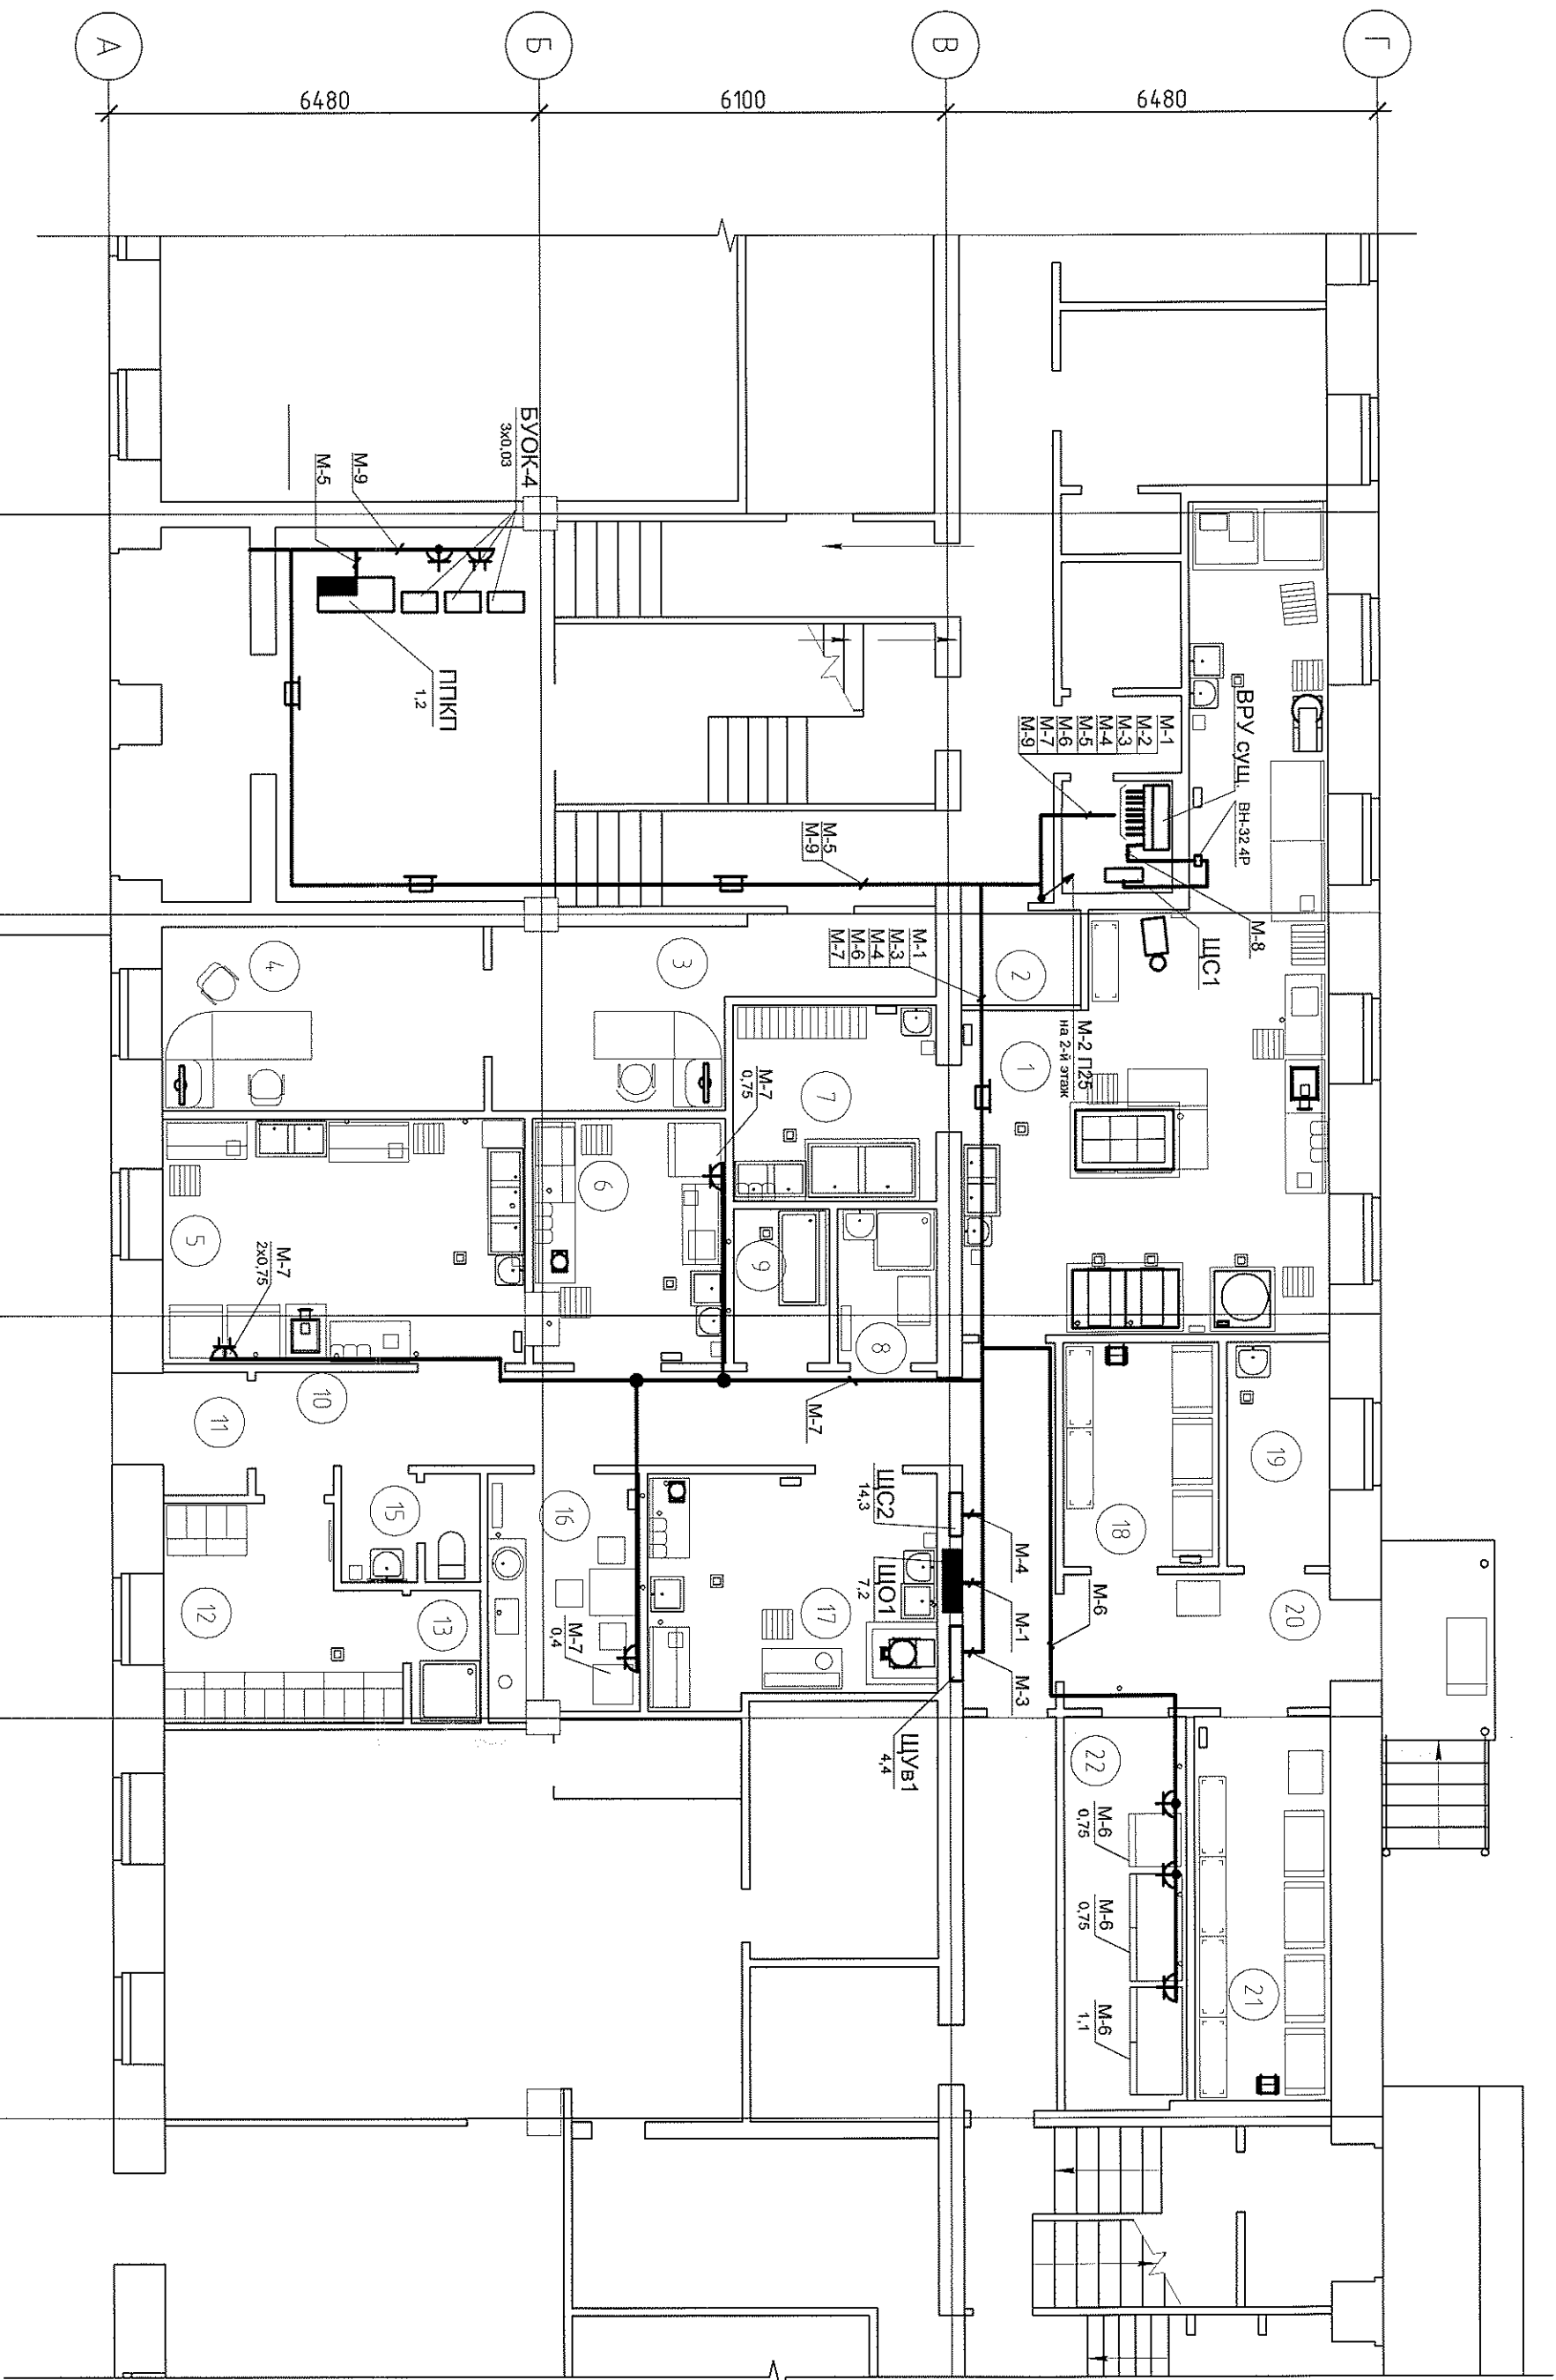 А
Б
В
Г
6480
6100
6480
БУОК-4
3х0,03
М-9
М-5
ППКП
1,2
ВРУ сущ.
ВН-32 4Р
М-1
М-2
М-3
М-4
М-5
М-6
М-7
М-9
М-5
М-9
М-8
ЩС1
М-1
М-3
М-4
М-6
М-7
М-2 П25
на 2-й этаж
4
3
2
1
7
М-7
0,75
6
5
9
8
М-7
2х0,75
М-7
10
11
12
13
15
16
17
18
19
20
21
22
ЩС2
14,3
ЩО1
7,2
М-4
М-1
М-3
М-6
М-7
0,4
ЩУв1
4,4
М-6
0,75
М-6
0,75
М-6
1,1